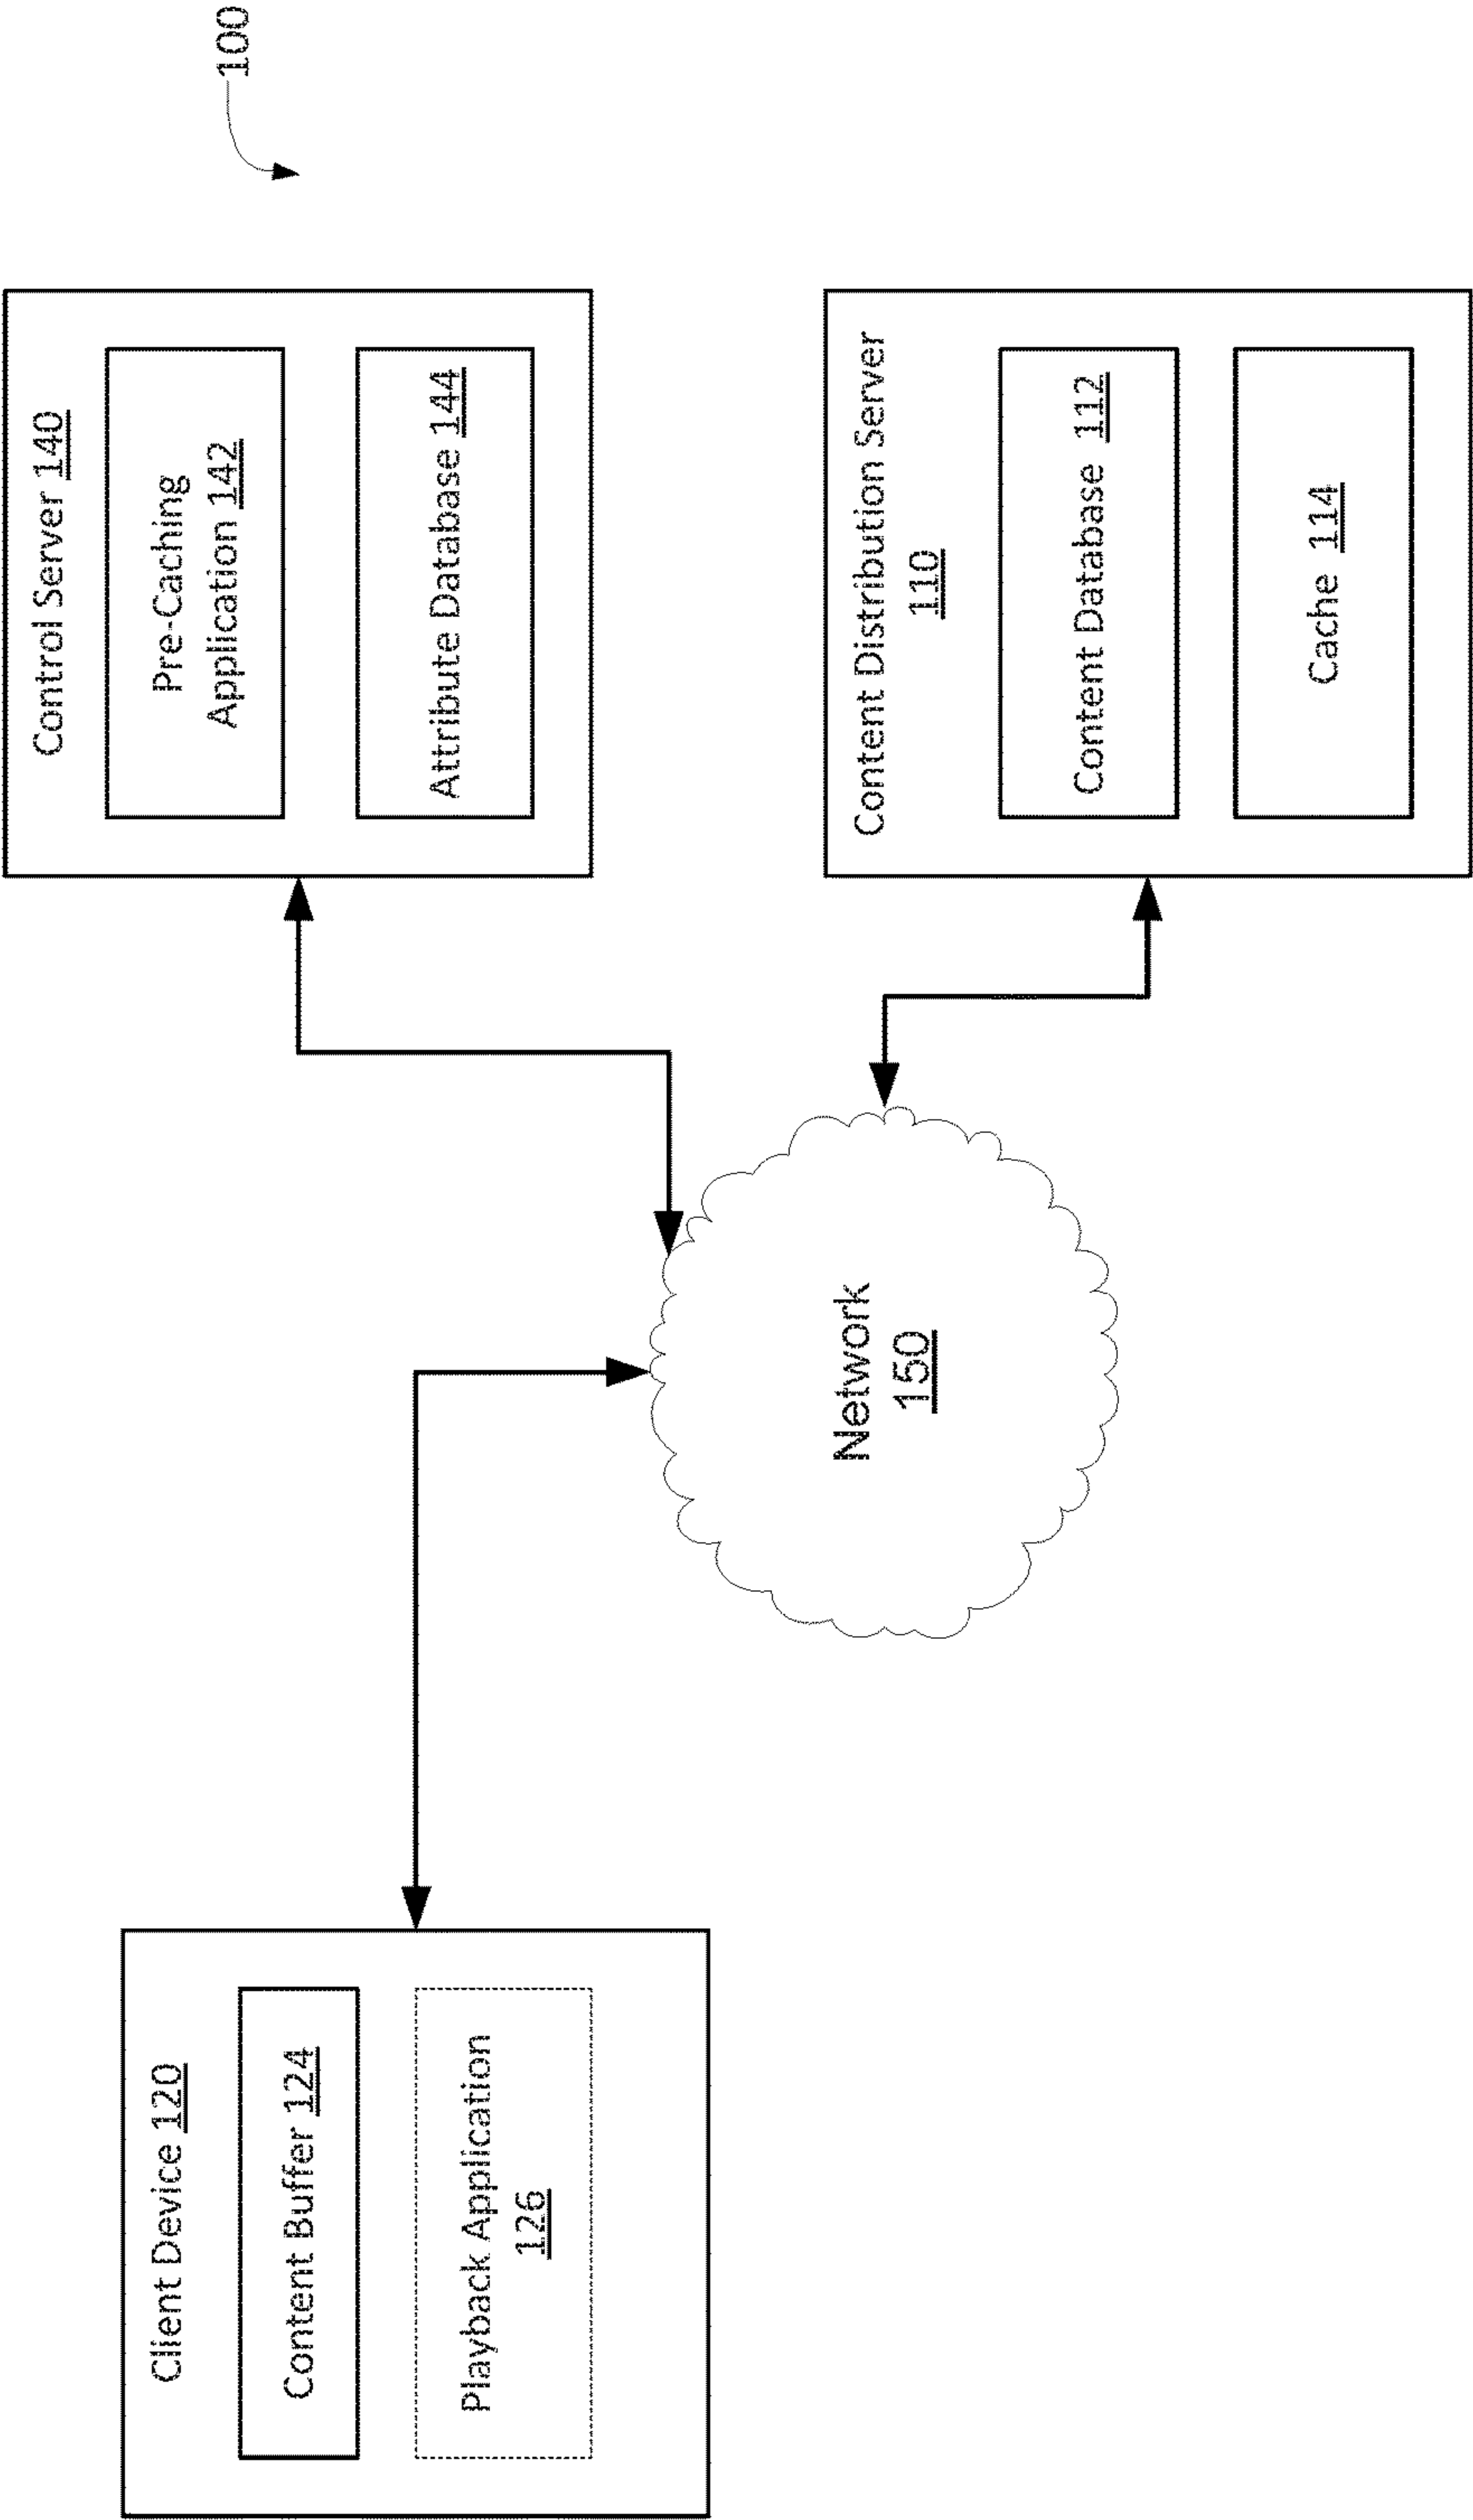 100
Control Server 140
Pre-Caching
Application 142
Attribute Database 144
Client Device 120
Content Buffer 124
Playback Application
126
Network
150
Content Distribution Server
110
Content Database 112
Cache 114